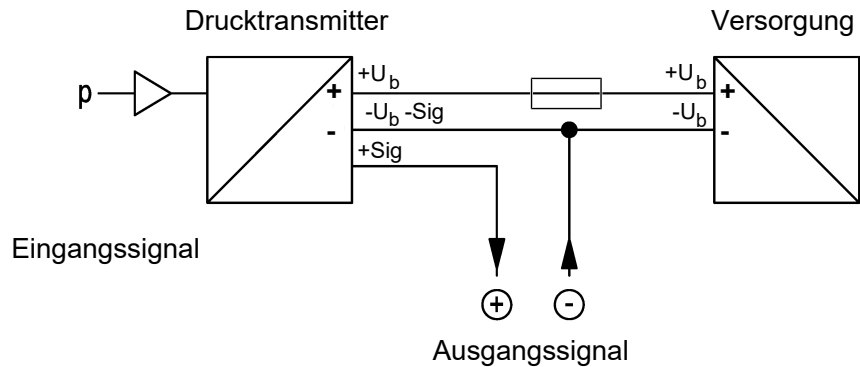 Drucktransmitter
Versorgung
p
+
-
+U_b
-U_b -Sig
+Sig
+U_b
-U_b
+
-
Eingangssignal
+
-
Ausgangssignal